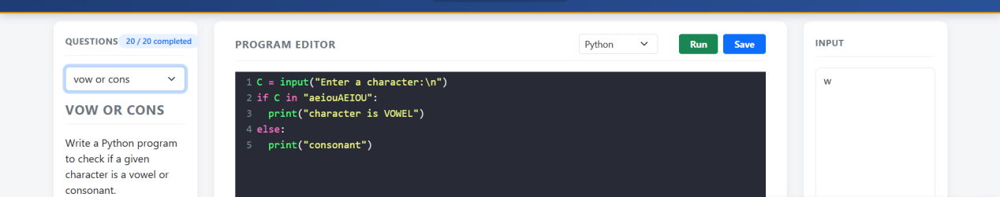 QUESTIONS 20 / 20 completed
vow or cons
VOW OR CONS
Write a Python program
to check if a given
character is a vowel or
consonant.
PROGRAM EDITOR
Python
Run
Save
1 C = input("Enter a character:\n")
2 if C in "aeiouAEIOU":
3   print("character is VOWEL")
4 else:
5   print("consonant")
INPUT
w